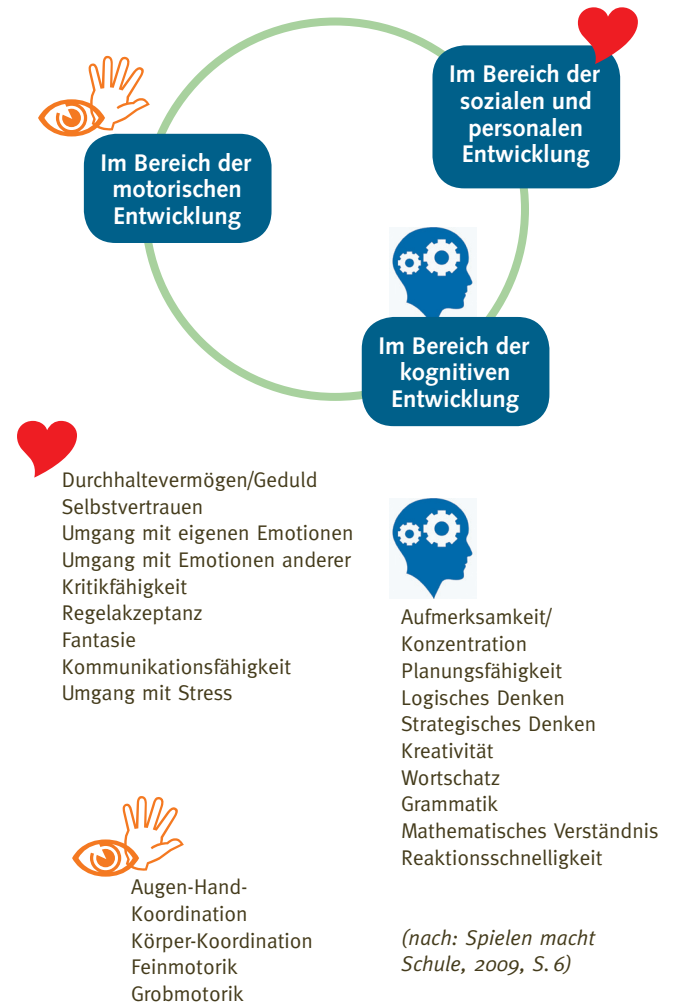 Im Bereich der
sozialen und
personalen
Entwicklung
Im Bereich der
motorischen
Entwicklung
Im Bereich der
kognitiven
Entwicklung
Durchhaltevermögen/Geduld
Selbstvertrauen
Umgang mit eigenen Emotionen
Umgang mit Emotionen anderer
Kritikfähigkeit
Regelakzeptanz
Fantasie
Kommunikationsfähigkeit
Umgang mit Stress
Aufmerksamkeit/
Konzentration
Planungsfähigkeit
Logisches Denken
Strategisches Denken
Kreativität
Wortschatz
Grammatik
Mathematisches Verständnis
Reaktionsschnelligkeit
Augen-Hand-
Koordination
Körper-Koordination
Feinmotorik
Grobmotorik
(nach: Spielen macht
Schule, 2009, S. 6)